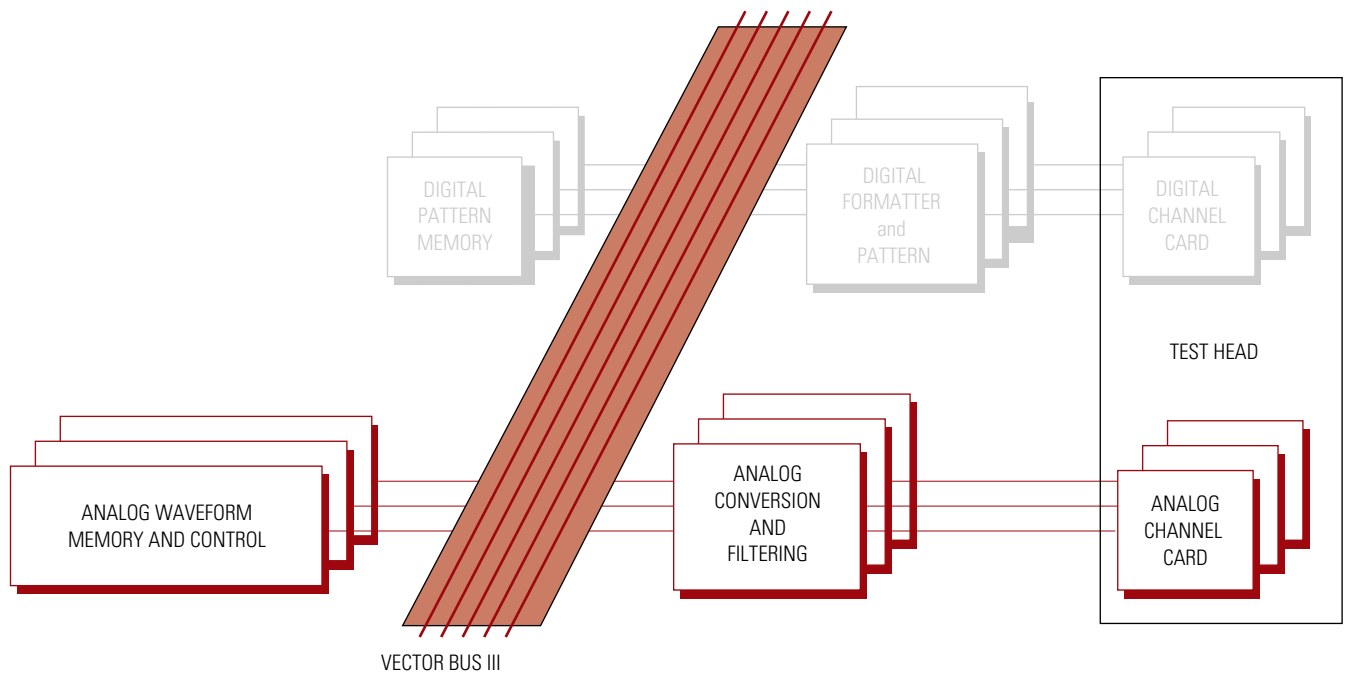 DIGITAL
PATTERN
MEMORY
DIGITAL
FORMATTER
and
PATTERN
DIGITAL
CHANNEL
CARD
TEST HEAD
ANALOG WAVEFORM
MEMORY AND CONTROL
ANALOG
CONVERSION
AND
FILTERING
ANALOG
CHANNEL
CARD
VECTOR BUS III